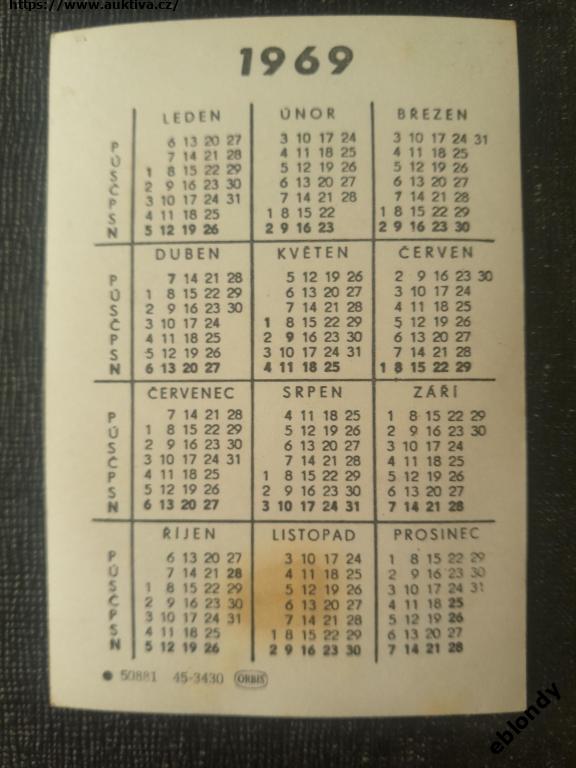 https://www.auktiva.cz/
1969
LEDEN ÚNOR BŘEZEN
P 6 13 20 27 3 10 17 24 3 10 17 24 31
Ú 7 14 21 28 4 11 18 25 4 11 18 25
S 1 8 15 22 29 5 12 19 26 5 12 19 26
Č 2 9 16 23 30 6 13 20 27 6 13 20 27
P 3 10 17 24 31 7 14 21 28 7 14 21 28
S 4 11 18 25 1 8 15 22 1 8 15 22 29
N 5 12 19 26 2 9 16 23 2 9 16 23 30
DUBEN KVĚTEN ČERVEN
P 7 14 21 28 5 12 19 26 2 9 16 23 30
Ú 1 8 15 22 29 6 13 20 27 3 10 17 24
S 2 9 16 23 30 7 14 21 28 4 11 18 25
Č 3 10 17 24 1 8 15 22 29 5 12 19 26
P 4 11 18 25 2 9 16 23 30 6 13 20 27
S 5 12 19 26 3 10 17 24 31 7 14 21 28
N 6 13 20 27 4 11 18 25 1 8 15 22 29
ČERVENEC SRPEN ZÁŘÍ
P 7 14 21 28 4 11 18 25 1 8 15 22 29
Ú 1 8 15 22 29 5 12 19 26 2 9 16 23 30
S 2 9 16 23 30 6 13 20 27 3 10 17 24
Č 3 10 17 24 31 7 14 21 28 4 11 18 25
P 4 11 18 25 1 8 15 22 29 5 12 19 26
S 5 12 19 26 2 9 16 23 30 6 13 20 27
N 6 13 20 27 3 10 17 24 31 7 14 21 28
ŘÍJEN LISTOPAD PROSINEC
P 6 13 20 27 3 10 17 24 1 8 15 22 29
Ú 7 14 21 28 4 11 18 25 2 9 16 23 30
S 1 8 15 22 29 5 12 19 26 3 10 17 24 31
Č 2 9 16 23 30 6 13 20 27 4 11 18 25
P 3 10 17 24 31 7 14 21 28 5 12 19 26
S 4 11 18 25 1 8 15 22 29 6 13 20 27
N 5 12 19 26 2 9 16 23 30 7 14 21 28
● 50881 45-3430 ORBIS
eblondy